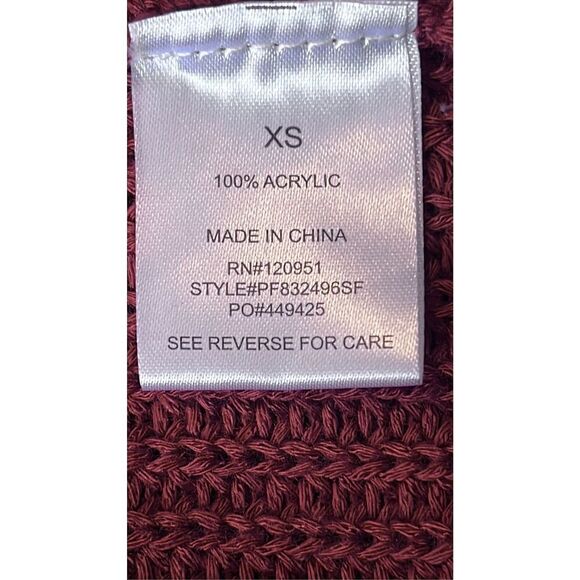 XS
100% ACRYLIC
MADE IN CHINA
RN#120951
STYLE#PF832496SF
PO#449425
SEE REVERSE FOR CARE